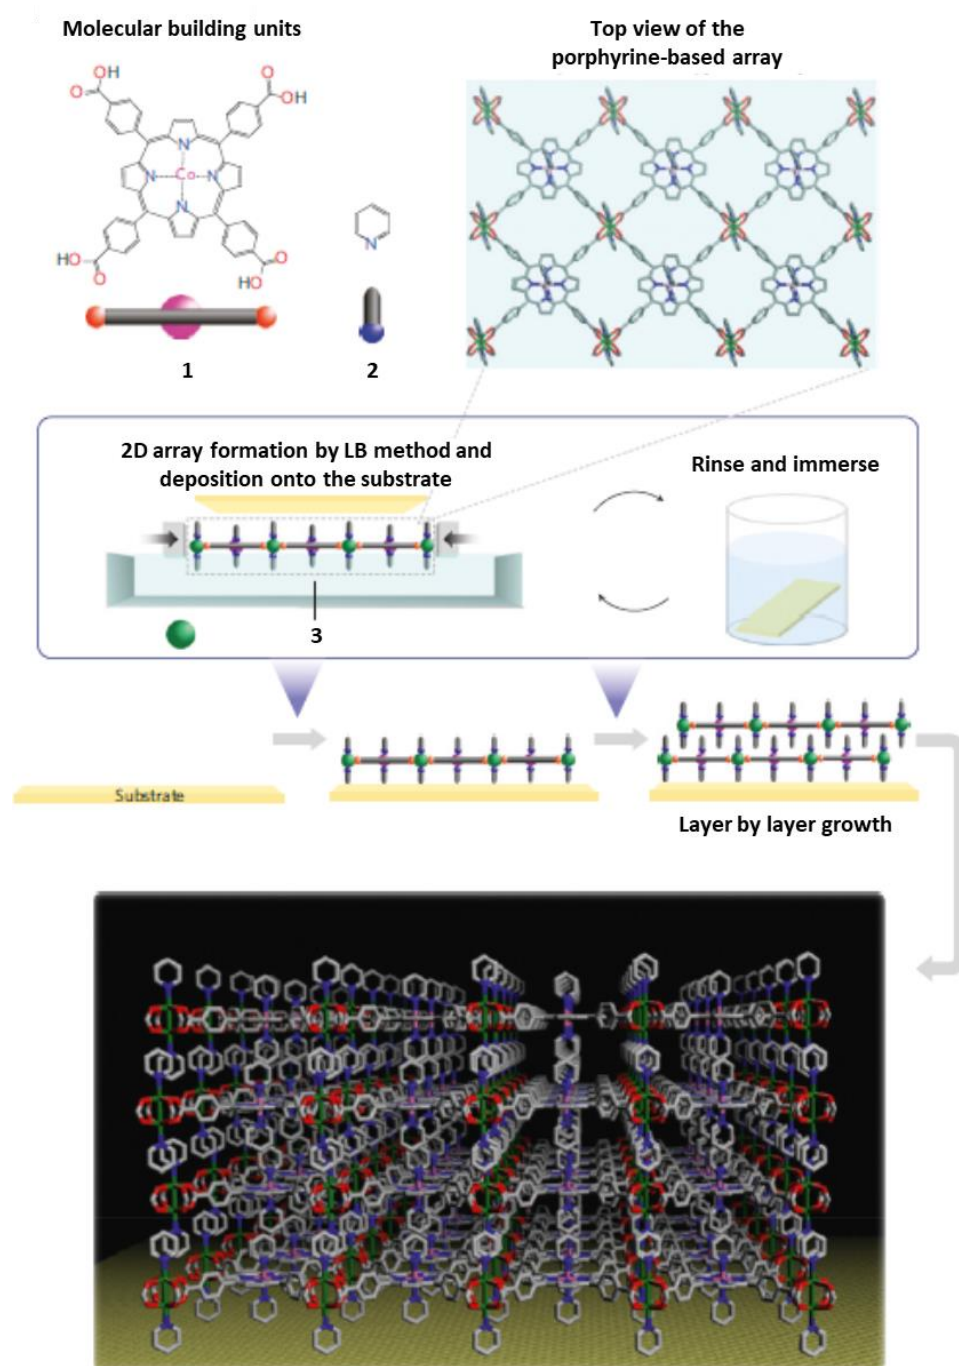 Molecular building units
Top view of the
porphyrine-based array
OH
O
O
OH
N
N
Co
N
N
HO
O
O
HO
N
1
2
2D array formation by LB method and
deposition onto the substrate
Rinse and immerse
3
Substrate
Layer by layer growth